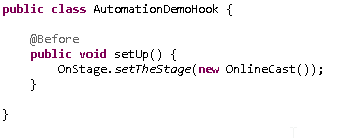 public class AutomationDemoHook {
@Before
public void setUp() {
OnStage.setTheStage(new OnlineCast());
}
}